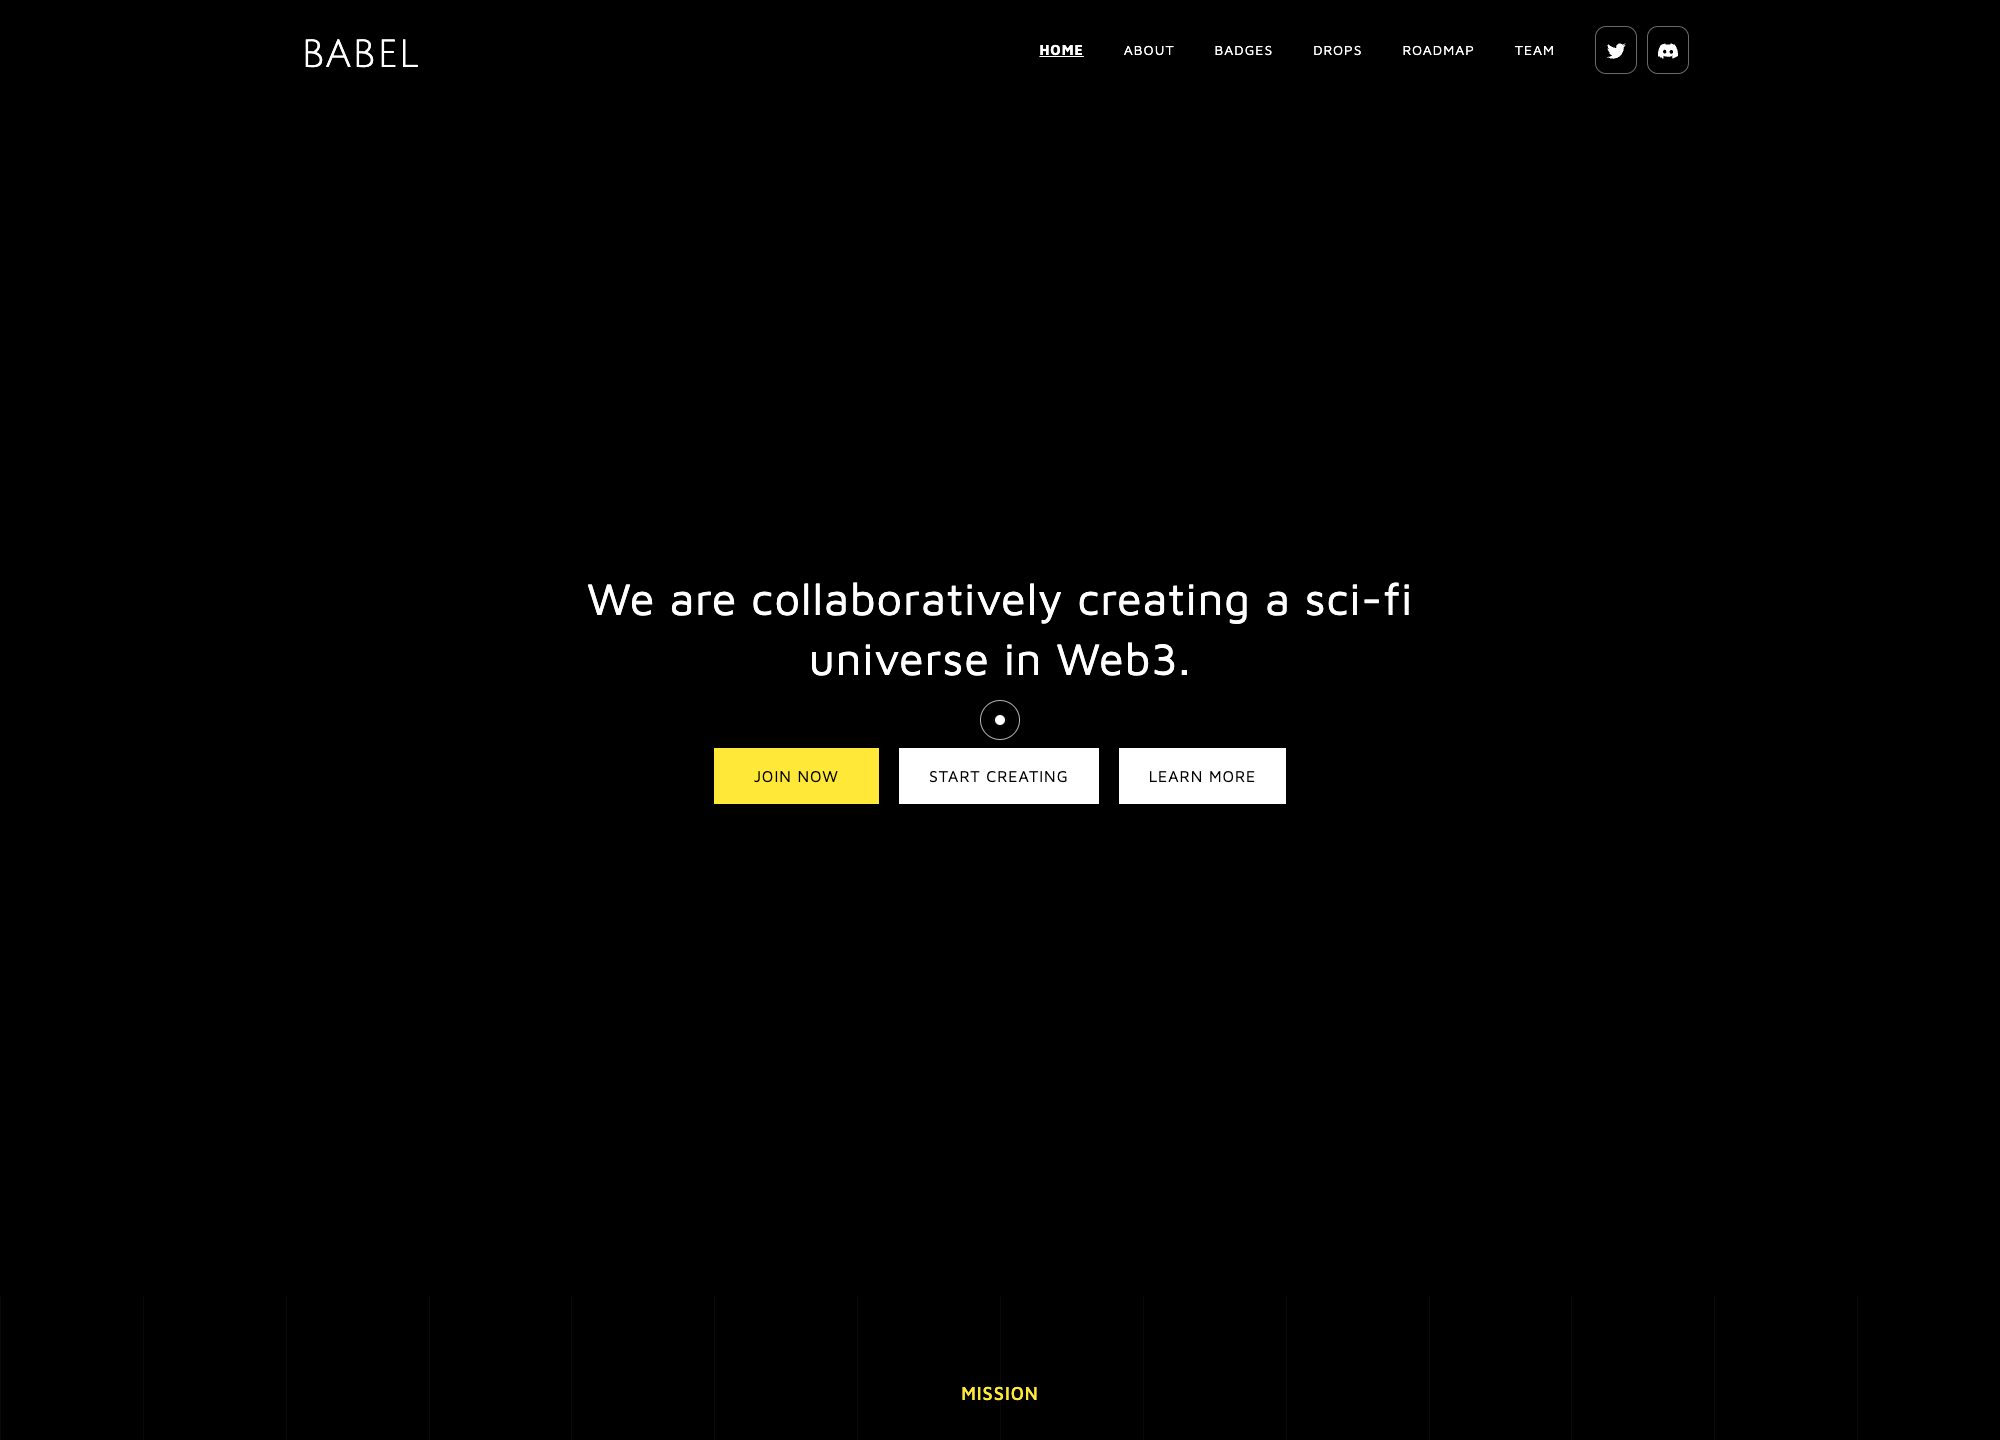 BABEL
HOME ABOUT BADGES DROPS ROADMAP TEAM
We are collaboratively creating a sci-fi
universe in Web3.
JOIN NOW START CREATING LEARN MORE
MISSION